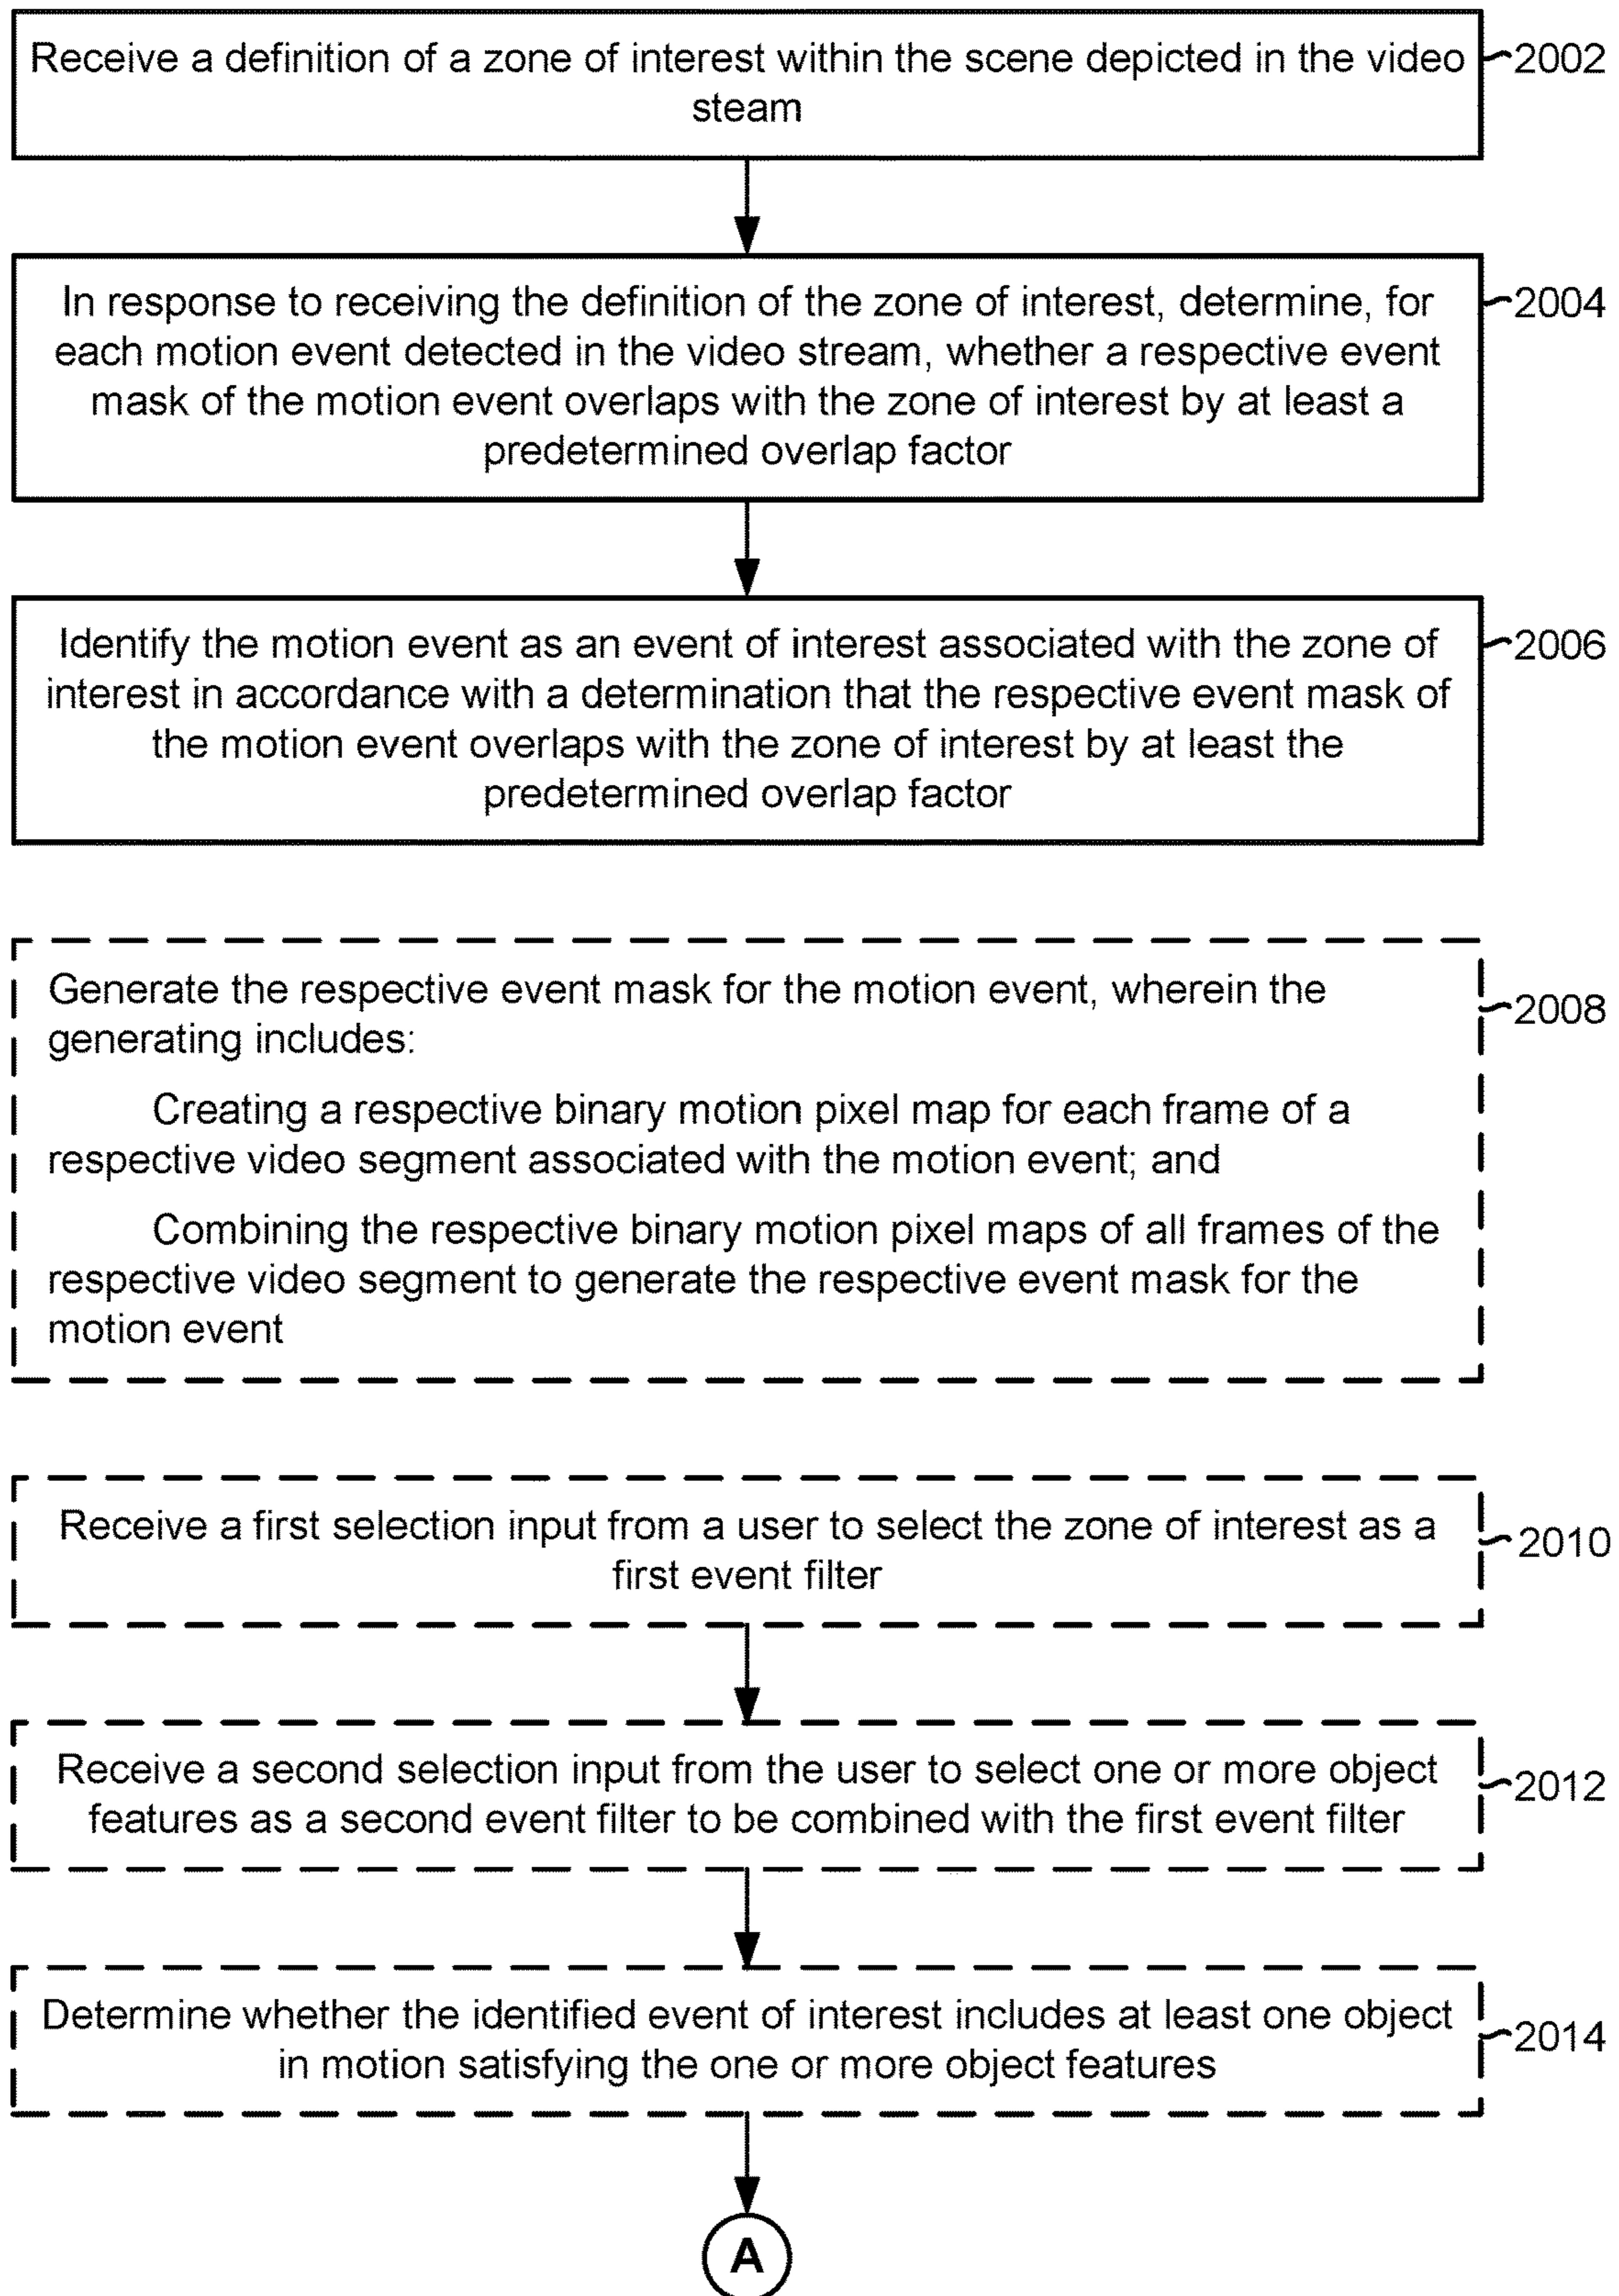 Receive a definition of a zone of interest within the scene depicted in the video
steam
2002
In response to receiving the definition of the zone of interest, determine, for
each motion event detected in the video stream, whether a respective event
mask of the motion event overlaps with the zone of interest by at least a
predetermined overlap factor
2004
Identify the motion event as an event of interest associated with the zone of
interest in accordance with a determination that the respective event mask of
the motion event overlaps with the zone of interest by at least the
predetermined overlap factor
2006
Generate the respective event mask for the motion event, wherein the
generating includes:
Creating a respective binary motion pixel map for each frame of a
respective video segment associated with the motion event; and
Combining the respective binary motion pixel maps of all frames of the
respective video segment to generate the respective event mask for the
motion event
2008
Receive a first selection input from a user to select the zone of interest as a
first event filter
2010
Receive a second selection input from the user to select one or more object
features as a second event filter to be combined with the first event filter
2012
Determine whether the identified event of interest includes at least one object
in motion satisfying the one or more object features
2014
A